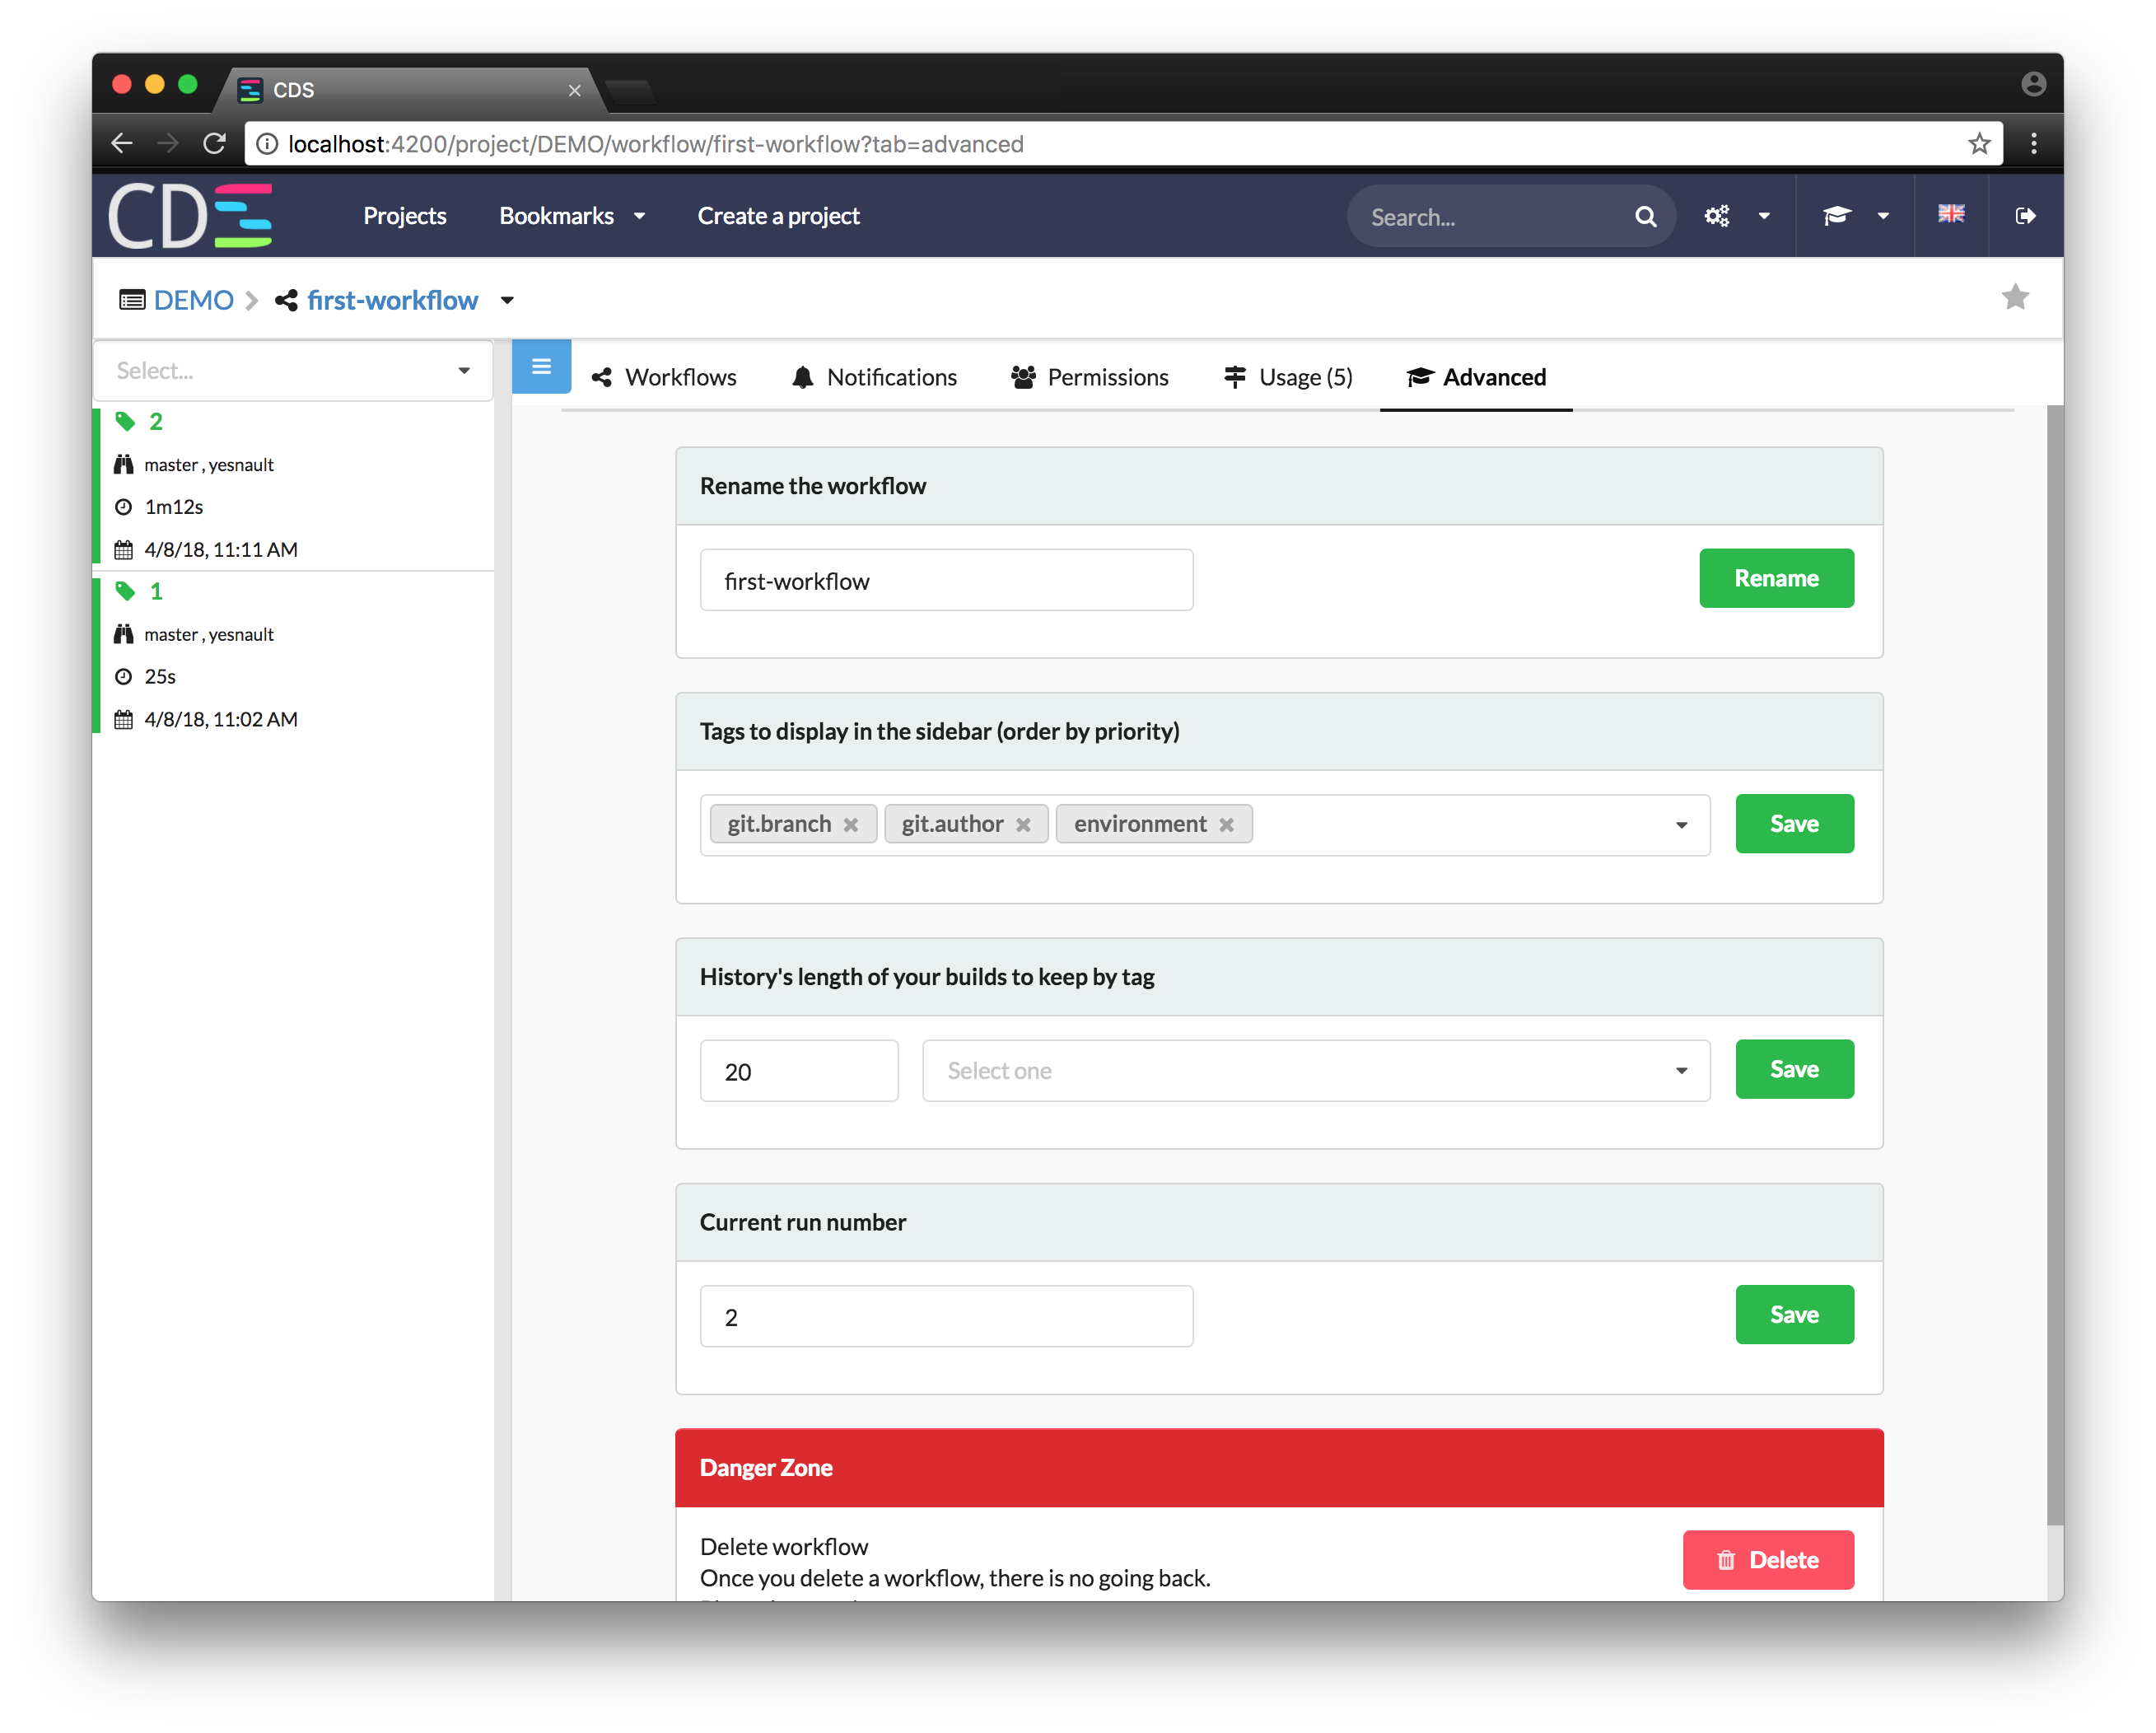 CDS
localhost:4200/project/DEMO/workflow/first-workflow?tab=advanced
CD
Projects
Bookmarks
Create a project
Search...
DEMO
first-workflow
Select...
2
master , yesnault
1m12s
4/8/18, 11:11 AM
1
master , yesnault
25s
4/8/18, 11:02 AM
Workflows
Notifications
Permissions
Usage (5)
Advanced
Rename the workflow
first-workflow
Rename
Tags to display in the sidebar (order by priority)
git.branch
git.author
environment
Save
History's length of your builds to keep by tag
20
Select one
Save
Current run number
2
Save
Danger Zone
Delete workflow
Once you delete a workflow, there is no going back.
Delete